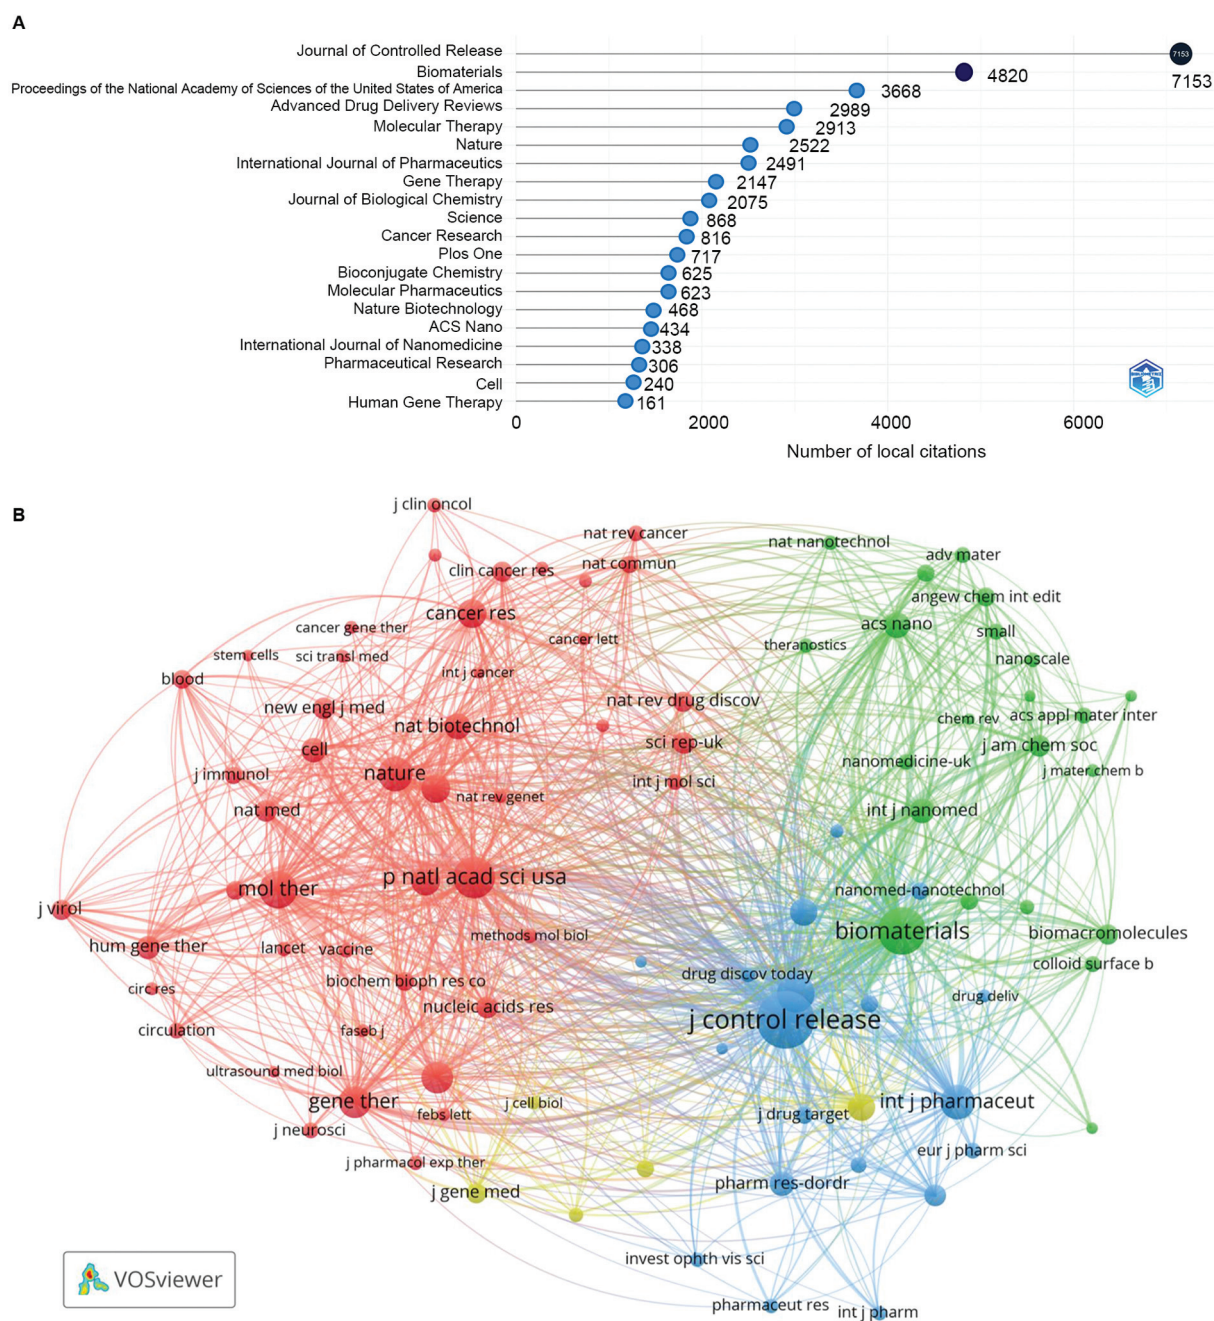 A
Journal of Controlled Release
7153
7153
Biomaterials
4820
Proceedings of the National Academy of Sciences of the United States of America
3668
Advanced Drug Delivery Reviews
2989
Molecular Therapy
2913
Nature
2522
International Journal of Pharmaceutics
2491
Gene Therapy
2147
Journal of Biological Chemistry
2075
Science
868
Cancer Research
816
Plos One
717
Bioconjugate Chemistry
625
Molecular Pharmaceutics
623
Nature Biotechnology
468
ACS Nano
434
International Journal of Nanomedicine
338
Pharmaceutical Research
306
Cell
240
Human Gene Therapy
161
0 2000 4000 6000
Number of local citations
B
j clin oncol
nat rev cancer
nat nanotechnol
adv mater
clin cancer res
nat commun
angew chem int edit
cancer res
acs nano
cancer gene ther
small
cancer lett
theranostics
stem cells
sci transl med
nanoscale
int j cancer
blood
nat rev drug discov
new engl j med
acs appl mater inter
chem rev
nat biotechnol
sci rep-uk
j am chem soc
cell
nanomedicine-uk
j mater chem b
j immunol
nature
int j mol sci
nat rev genet
nat med
int j nanomed
p natl acad sci usa
mol ther
nanomed-nanotechnol
j virol
methods mol biol
biomaterials
biomacromolecules
hum gene ther
lancet
vaccine
colloid surface b
biochem bioph res co
drug discov today
circ res
drug deliv
nucleic acids res
j control release
circulation
faseb j
ultrasound med biol
gene ther
j cell biol
int j pharmaceut
febs lett
j drug target
j neurosci
eur j pharm sci
j pharmacol exp ther
j gene med
pharm res-dordr
invest ophth vis sci
pharmaceut res
int j pharm
VOSviewer